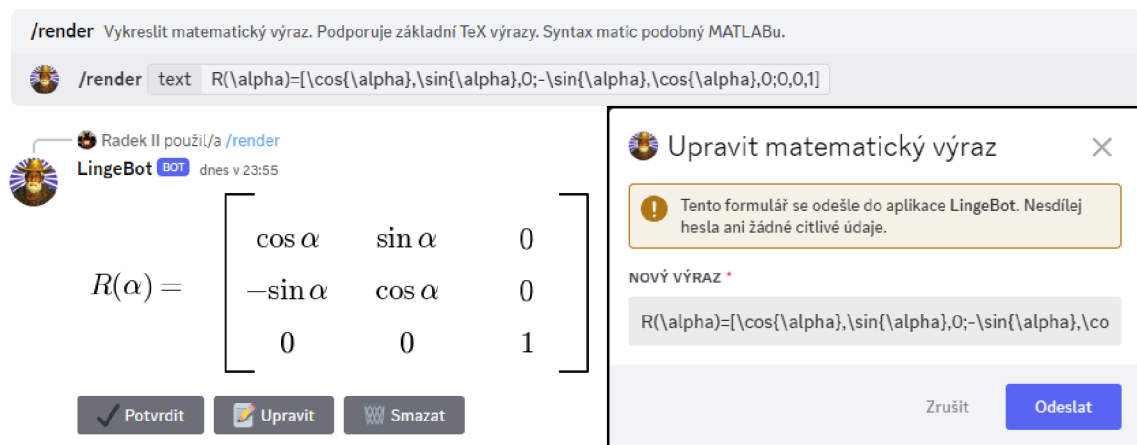 /render Vykreslit matematický výraz. Podporuje základní TeX výrazy. Syntax matic podobný MATLABu.
/render text R(\alpha)=[\cos{\alpha},\sin{\alpha},0;-\sin{\alpha},\cos{\alpha},0;0,0,1]
Radek II použil/a /render
LingeBot BOT dnes v 23:55
cos α sin α 0
R(α) = −sin α cos α 0
0 0 1
Potvrdit Upravit Smazat
Upravit matematický výraz
Tento formulář se odešle do aplikace LingeBot. Nesdílej
hesla ani žádné citlivé údaje.
NOVÝ VÝRAZ *
R(\alpha)=[\cos{\alpha},\sin{\alpha},0;-\sin{\alpha},\co
Zrušit Odeslat